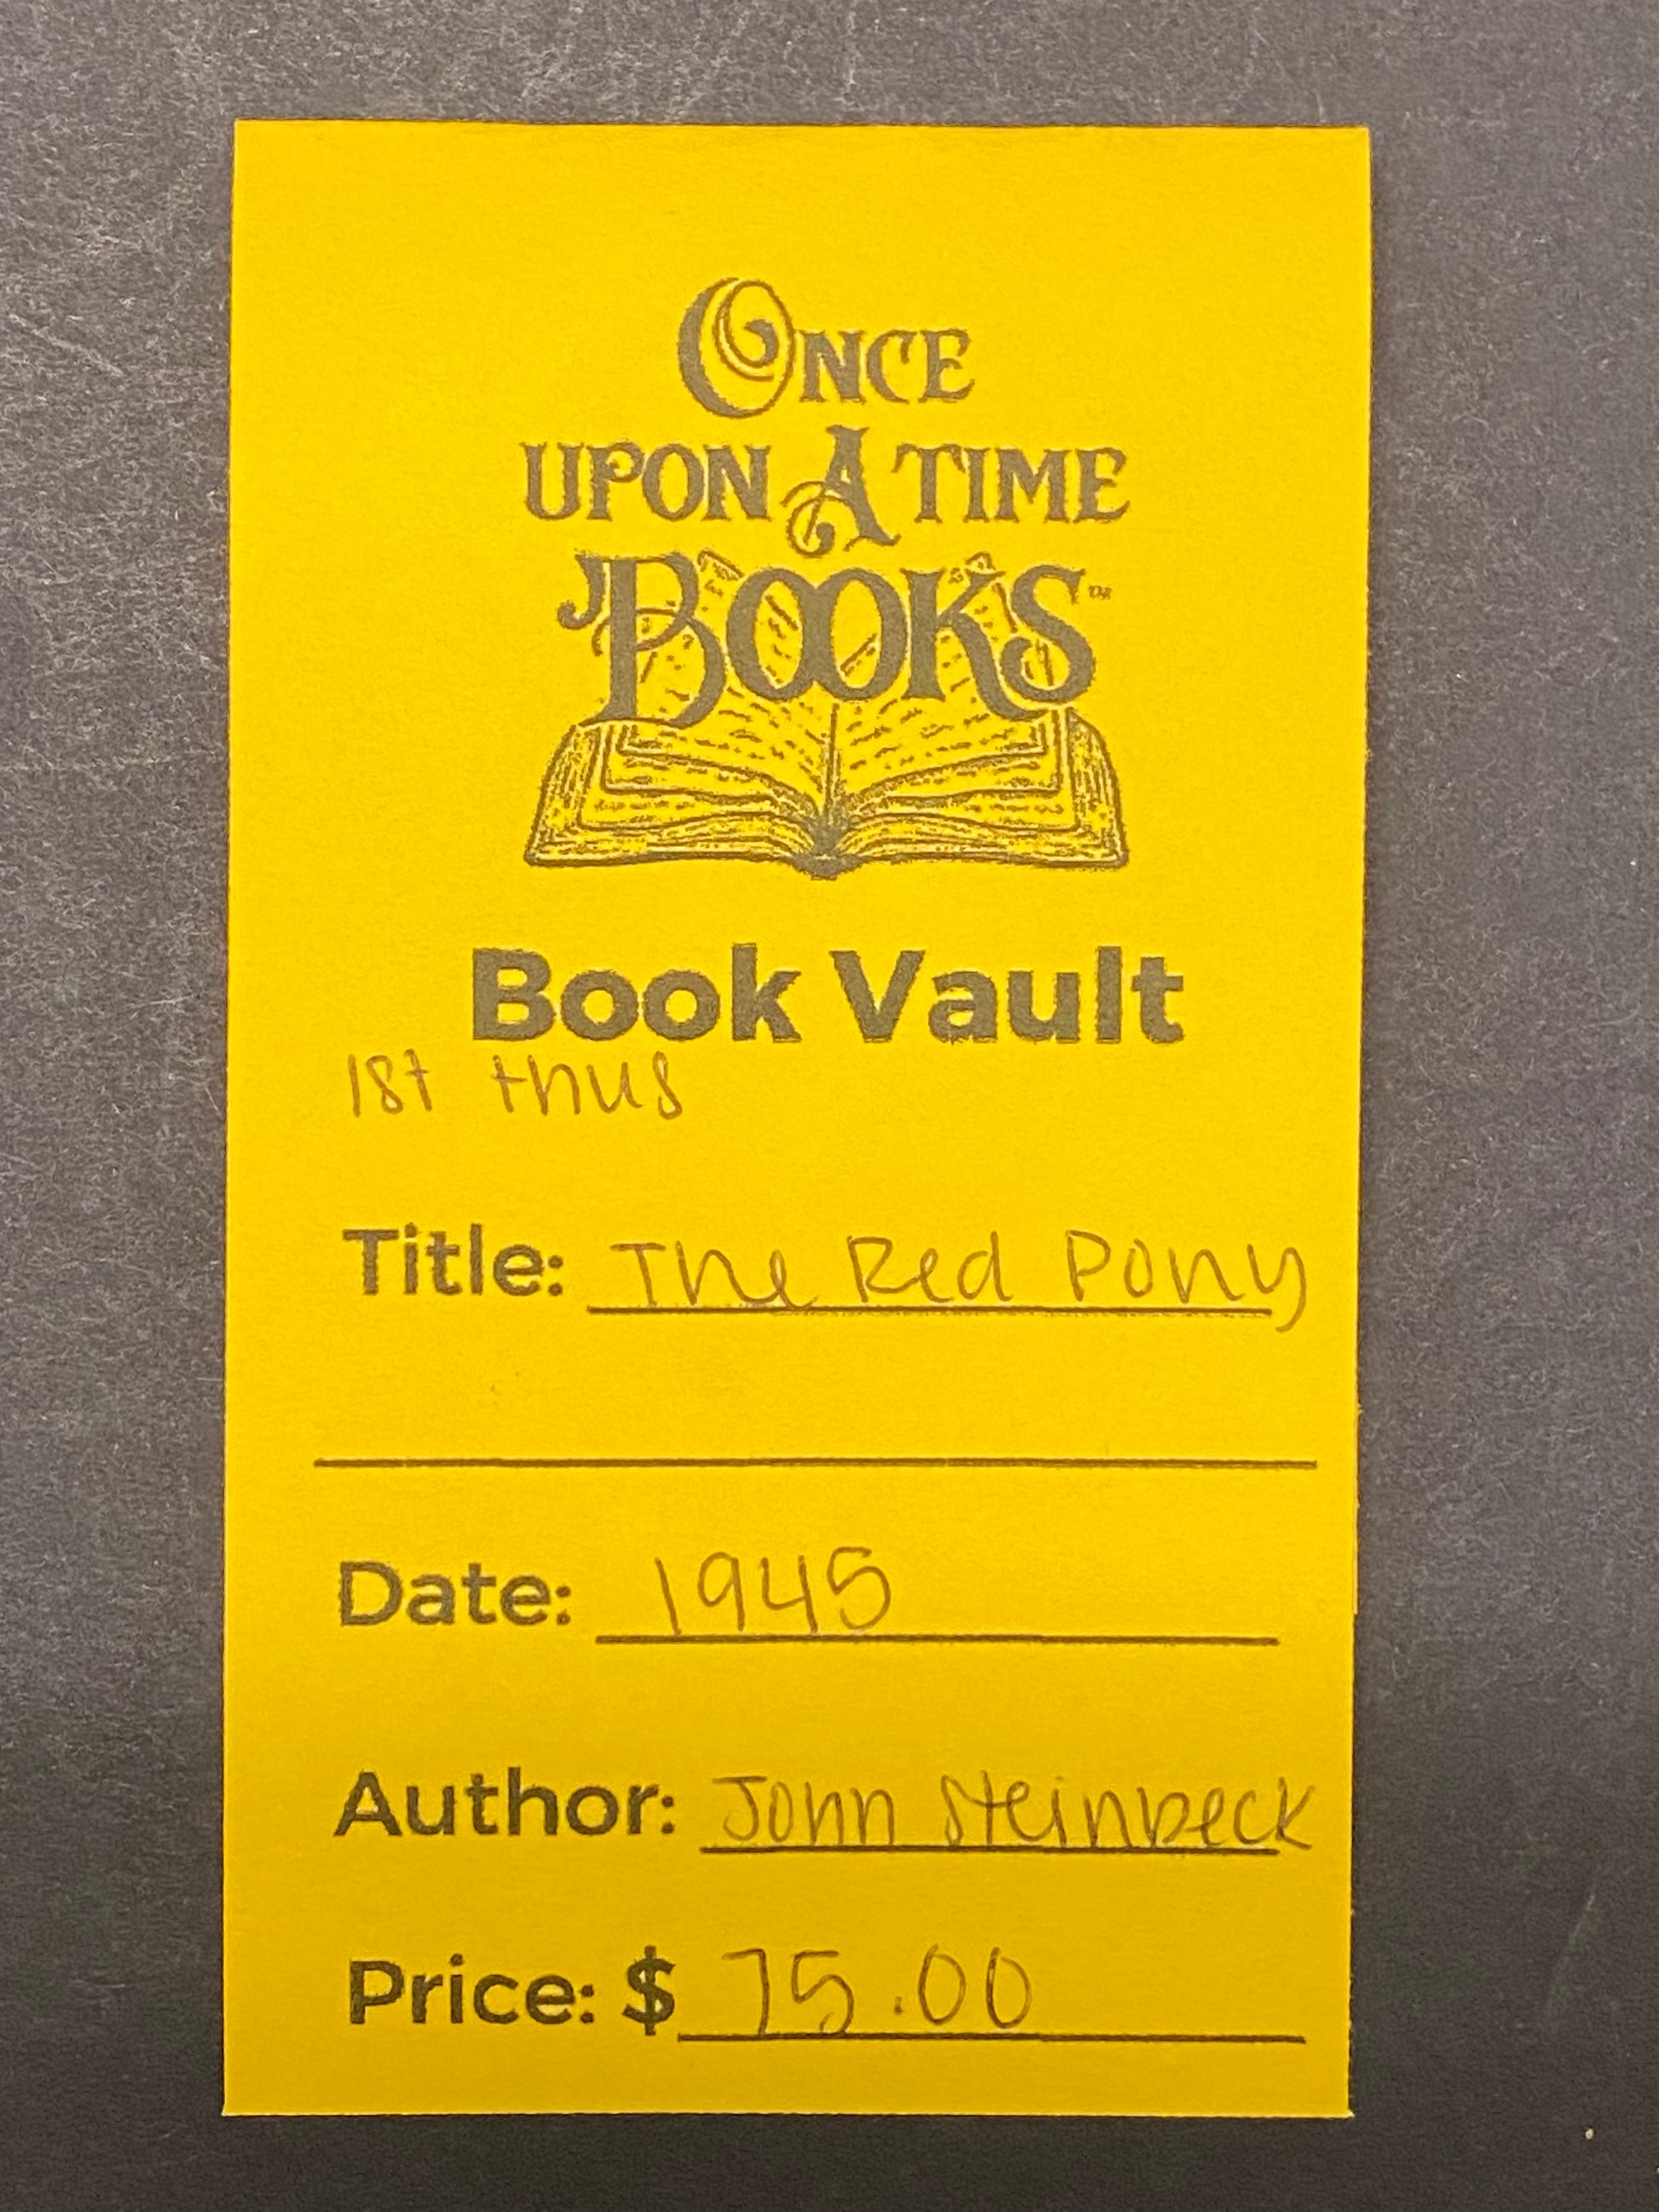 ONCE
UPON A TIME
BOOKS™
Book Vault
1st thus
Title: The Red Pony
Date: 1945
Author: John Steinbeck
Price: $ 75.00